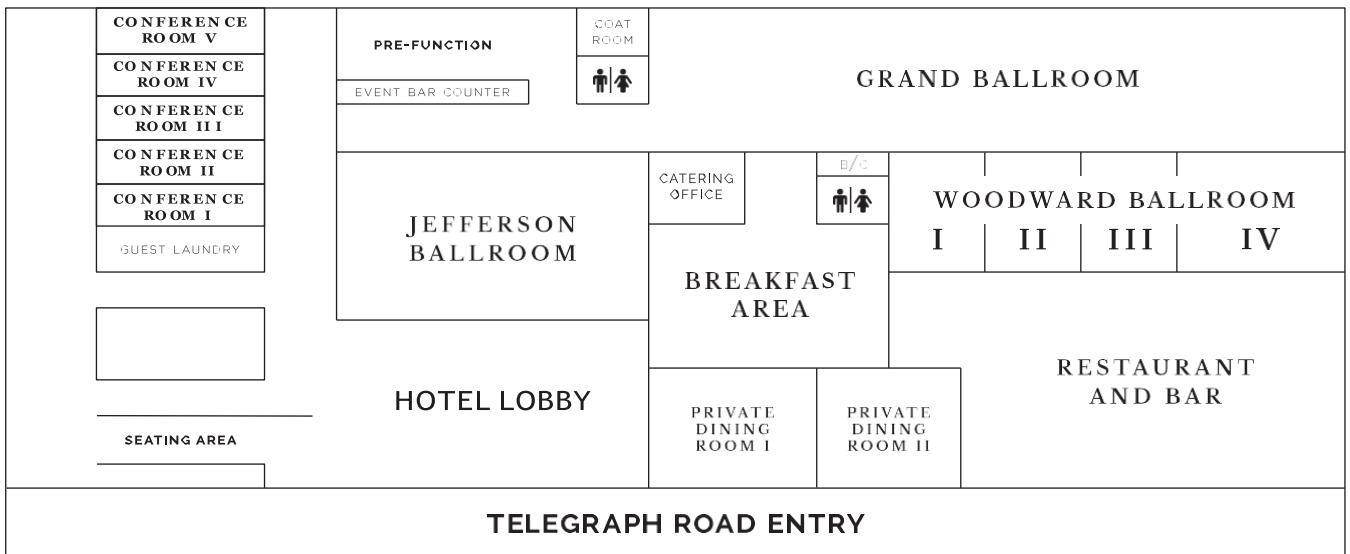 CONFERENCE
ROOM V
CONFERENCE
ROOM IV
CONFERENCE
ROOM III
CONFERENCE
ROOM II
CONFERENCE
ROOM I
GUEST LAUNDRY
SEATING AREA
PRE-FUNCTION
EVENT BAR COUNTER
COAT
ROOM
GRAND BALLROOM
JEFFERSON
BALLROOM
CATERING
OFFICE
B/C
WOODWARD BALLROOM
I II III IV
BREAKFAST
AREA
HOTEL LOBBY
RESTAURANT
AND BAR
PRIVATE
DINING
ROOM I
PRIVATE
DINING
ROOM II
TELEGRAPH ROAD ENTRY